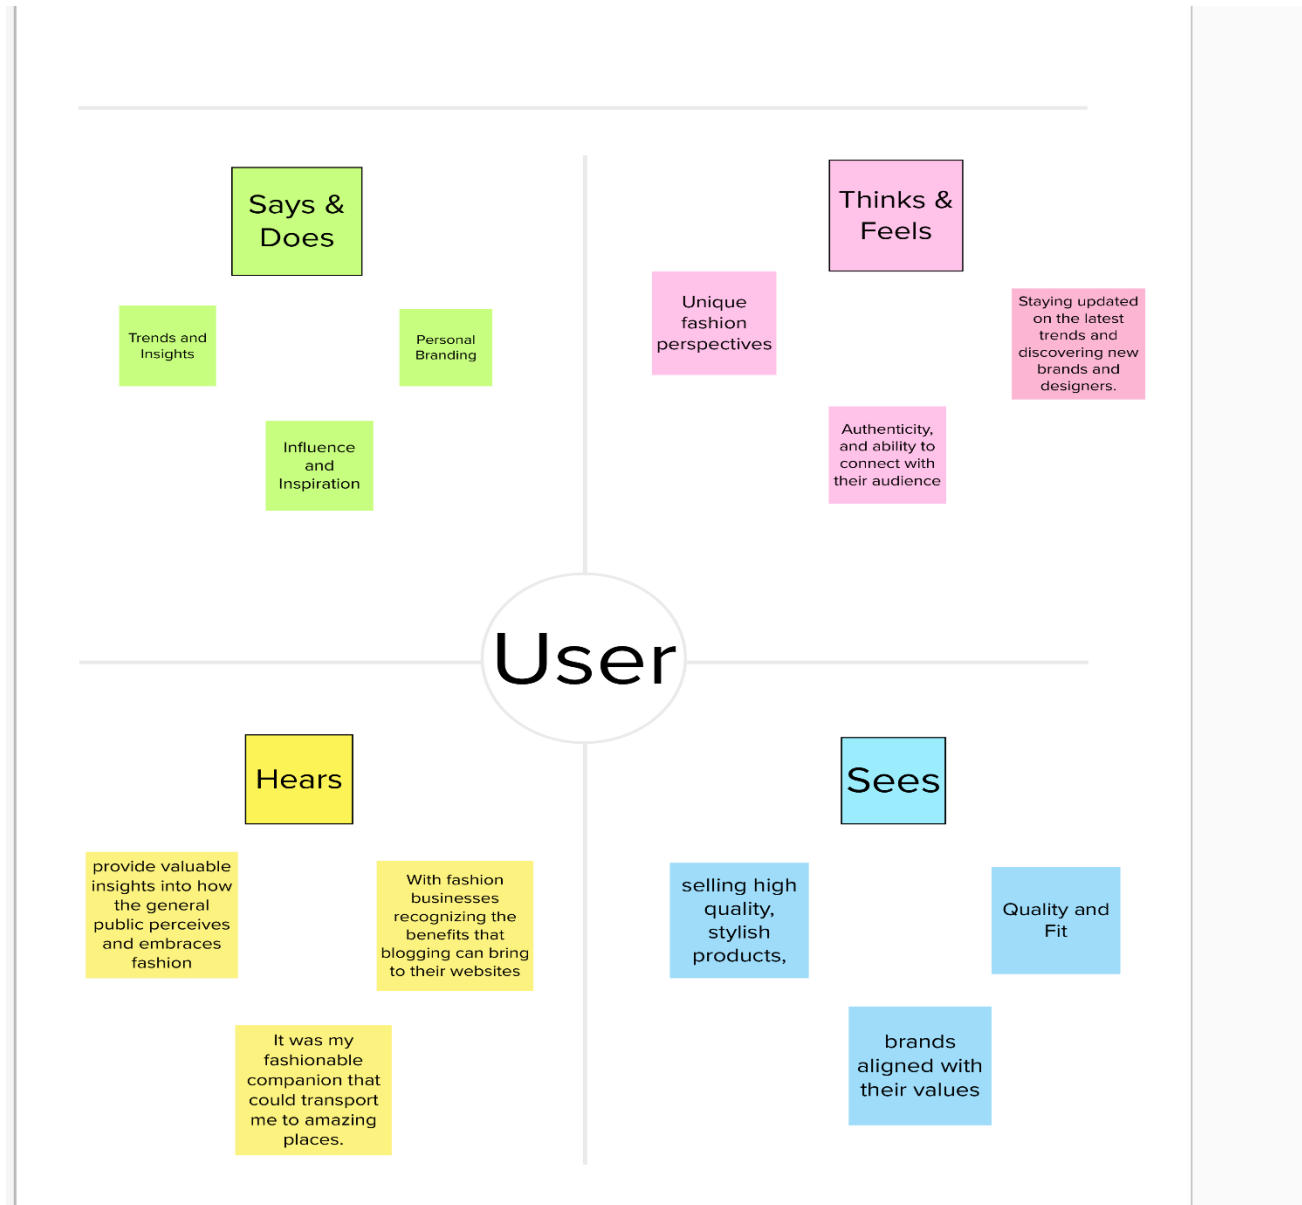 Says &
Does
Trends and
Insights
Personal
Branding
Influence
and
Inspiration
Thinks &
Feels
Unique
fashion
perspectives
Staying updated
on the latest
trends and
discovering new
brands and
designers.
Authenticity,
and ability to
connect with
their audience
User
Hears
provide valuable
insights into how
the general
public perceives
and embraces
fashion
With fashion
businesses
recognizing the
benefits that
blogging can bring
to their websites
It was my
fashionable
companion that
could transport
me to amazing
places.
Sees
selling high
quality,
stylish
products,
Quality and
Fit
brands
aligned with
their values